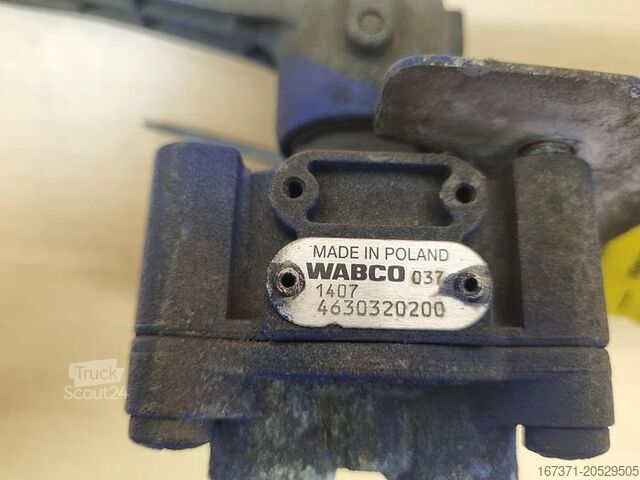 MADE IN POLAND
WABCO 037
1407
4630320200
Truck
Scout24
167371-20529505